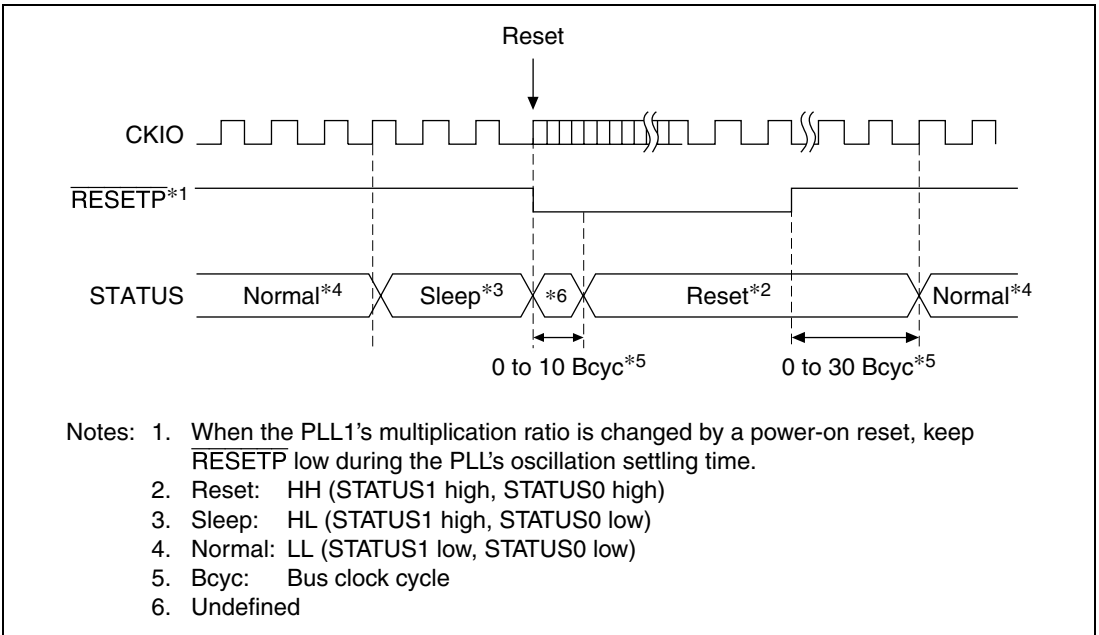 Reset
CKIO
RESETP*1
STATUS Normal*4 Sleep*3 *6 Reset*2 Normal*4
0 to 10 Bcyc*5 0 to 30 Bcyc*5
Notes: 1. When the PLL1's multiplication ratio is changed by a power-on reset, keep
RESETP low during the PLL's oscillation settling time.
2. Reset: HH (STATUS1 high, STATUS0 high)
3. Sleep: HL (STATUS1 high, STATUS0 low)
4. Normal: LL (STATUS1 low, STATUS0 low)
5. Bcyc: Bus clock cycle
6. Undefined